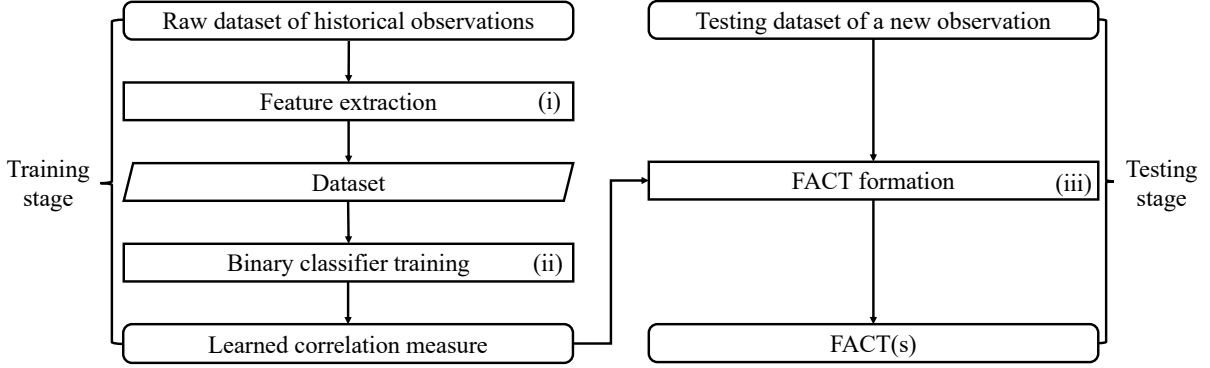 Training
stage
Raw dataset of historical observations
Feature extraction (i)
Dataset
Binary classifier training (ii)
Learned correlation measure
Testing dataset of a new observation
FACT formation (iii)
FACT(s)
Testing
stage